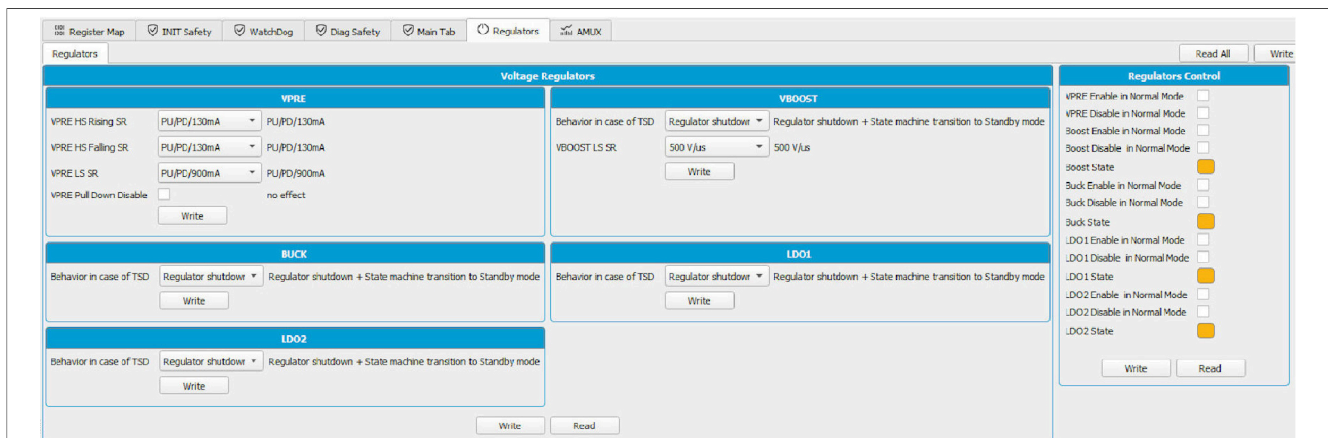 Register Map INIT Safety WatchDog Diag Safety Main Tab Regulators AMUX
Regulators Read All Write
Voltage Regulators
VPRE
VPRE HS Rising SR PU/PD/130mA PU/PD/130mA
VPRE HS Falling SR PU/PD/130mA PU/PD/130mA
VPRE LS SR PU/PD/900mA PU/PD/900mA
VPRE Pull Down Disable no effect
Write
VBOOST
Behavior in case of TSD Regulator shutdowr Regulator shutdown + State machine transition to Standby mode
VBOOST LS SR 500 V/us 500 V/us
Write
BUCK
Behavior in case of TSD Regulator shutdowr Regulator shutdown + State machine transition to Standby mode
Write
LDO1
Behavior in case of TSD Regulator shutdowr Regulator shutdown + State machine transition to Standby mode
Write
LDO2
Behavior in case of TSD Regulator shutdowr Regulator shutdown + State machine transition to Standby mode
Write
Write Read
Regulators Control
VPRE Enable in Normal Mode
VPRE Disable in Normal Mode
Boost Enable in Normal Mode
Boost Disable in Normal Mode
Boost State
Buck Enable in Normal Mode
Buck Disable in Normal Mode
Buck State
LDO1 Enable in Normal Mode
LDO1 Disable in Normal Mode
LDO1 State
LDO2 Enable in Normal Mode
LDO2 Disable in Normal Mode
LDO2 State
Write Read